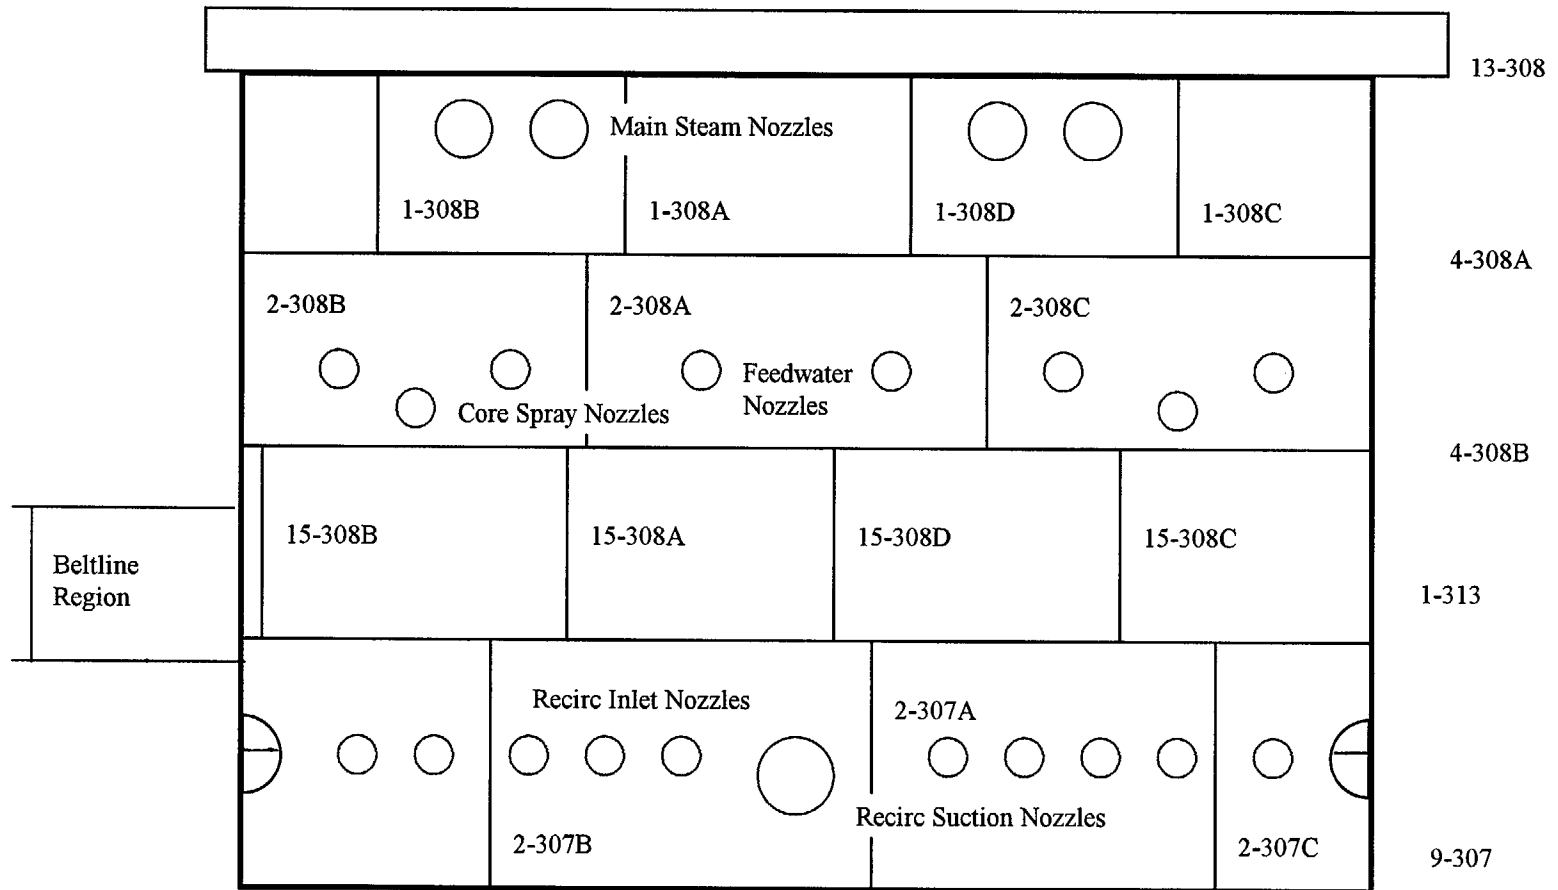 13-308
Main Steam Nozzles
1-308B
1-308A
1-308D
1-308C
4-308A
2-308B
2-308A
2-308C
Feedwater
Nozzles
Core Spray Nozzles
4-308B
15-308B
15-308A
15-308D
15-308C
Beltline
Region
1-313
Recirc Inlet Nozzles
2-307A
Recirc Suction Nozzles
2-307B
2-307C
9-307